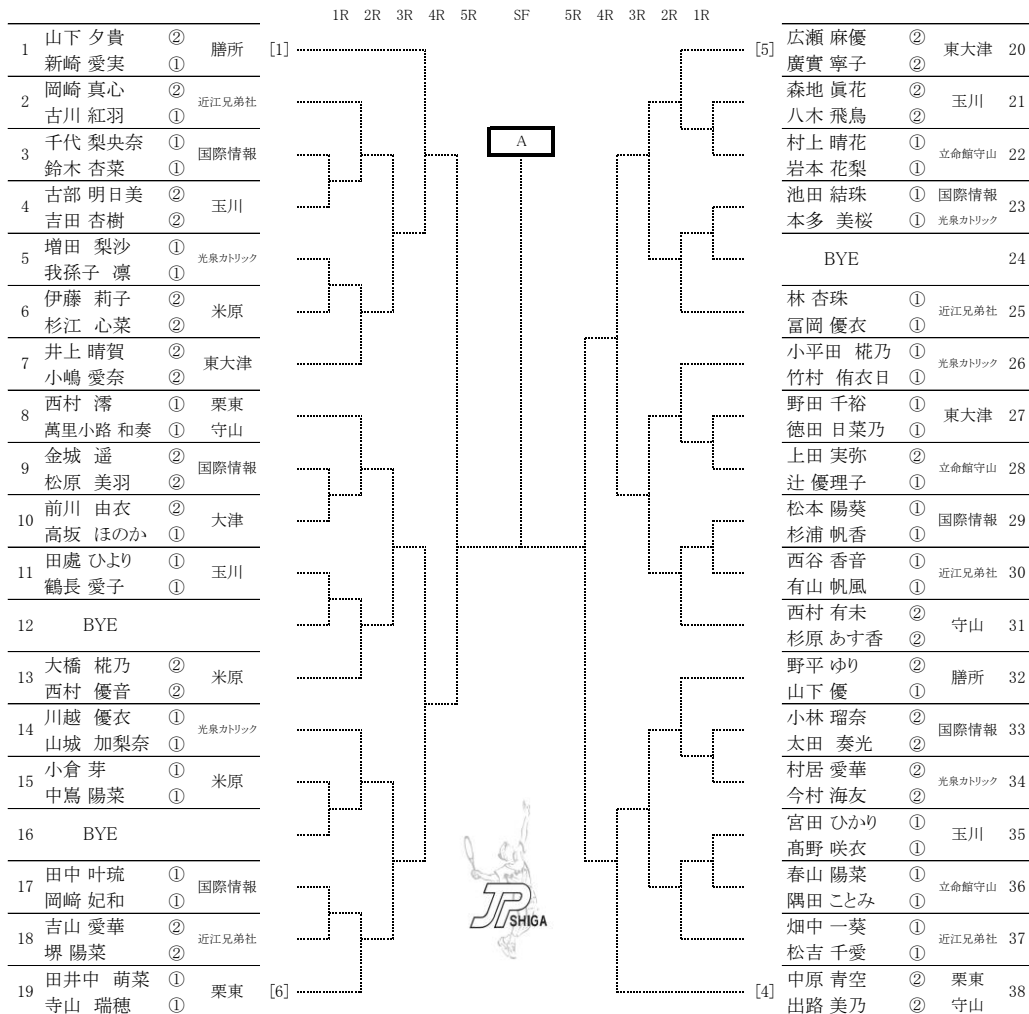 1R 2R 3R 4R 5R SF 5R 4R 3R 2R 1R
A
1 山下 夕貴 ② 膳所 [1]
新崎 愛実 ①
2 岡崎 真心 ② 近江兄弟社
古川 紅羽 ①
3 千代 梨央奈 ① 国際情報
鈴木 杏菜 ①
4 古部 明日美 ② 玉川
吉田 杏樹 ②
5 増田 梨沙 ① 光泉カトリック
我孫子 凛 ①
6 伊藤 莉子 ② 米原
杉江 心菜 ②
7 井上 晴賀 ② 東大津
小嶋 愛奈 ②
8 西村 澪 ① 栗東
萬里小路 和奏 ① 守山
9 金城 遥 ② 国際情報
松原 美羽 ②
10 前川 由衣 ② 大津
高坂 ほのか ①
11 田處 ひより ① 玉川
鶴長 愛子 ①
12 BYE
13 大橋 椛乃 ② 米原
西村 優音 ②
14 川越 優衣 ① 光泉カトリック
山城 加梨奈 ①
15 小倉 芽 ① 米原
中嶌 陽菜 ①
16 BYE
17 田中 叶琉 ① 国際情報
岡﨑 妃和 ①
18 吉山 愛華 ② 近江兄弟社
堺 陽菜 ②
19 田井中 萌菜 ① 栗東 [6]
寺山 瑞穂 ①
[5] 広瀬 麻優 ② 東大津 20
廣實 寧子 ②
森地 眞花 ② 玉川 21
八木 飛鳥 ②
村上 晴花 ① 立命館守山 22
岩本 花梨 ①
池田 結珠 ① 国際情報 23
本多 美桜 ① 光泉カトリック
BYE 24
林 杏珠 ① 近江兄弟社 25
冨岡 優衣 ①
小平田 椛乃 ① 光泉カトリック 26
竹村 侑衣日 ①
野田 千裕 ① 東大津 27
徳田 日菜乃 ①
上田 実弥 ② 立命館守山 28
辻 優理子 ①
松本 陽葵 ① 国際情報 29
杉浦 帆香 ①
西谷 香音 ① 近江兄弟社 30
有山 帆風 ①
西村 有未 ② 守山 31
杉原 あす香 ②
野平 ゆり ② 膳所 32
山下 優 ①
小林 瑠奈 ② 国際情報 33
太田 奏光 ②
村居 愛華 ② 光泉カトリック 34
今村 海友 ②
宮田 ひかり ① 玉川 35
髙野 咲衣 ①
春山 陽菜 ① 立命館守山 36
隅田 ことみ ①
畑中 一葵 ① 近江兄弟社 37
松吉 千愛 ①
[4] 中原 青空 ② 栗東 38
出路 美乃 ② 守山
JP SHIGA